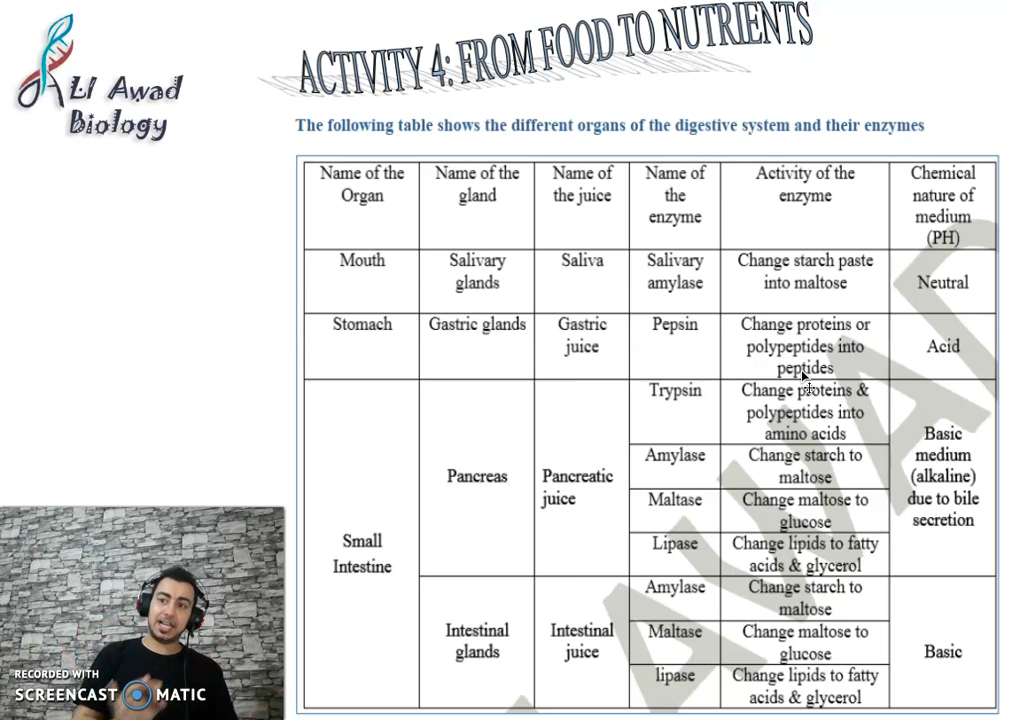 ALI Awad
Biology
ACTIVITY 4: FROM FOOD TO NUTRIENTS
The following table shows the different organs of the digestive system and their enzymes
Name of the
Organ
Name of the
gland
Name of
the juice
Name of
the
enzyme
Activity of the
enzyme
Chemical
nature of
medium
(PH)
Mouth
Salivary
glands
Saliva
Salivary
amylase
Change starch paste
into maltose
Neutral
Stomach
Gastric glands
Gastric
juice
Pepsin
Change proteins or
polypeptides into
peptides
Acid
Small
Intestine
Pancreas
Pancreatic
juice
Trypsin
Change proteins &
polypeptides into
amino acids
Amylase
Change starch to
maltose
Maltase
Change maltose to
glucose
Lipase
Change lipids to fatty
acids & glycerol
Basic
medium
(alkaline)
due to bile
secretion
Intestinal
glands
Intestinal
juice
Amylase
Change starch to
maltose
Maltase
Change maltose to
glucose
lipase
Change lipids to fatty
acids & glycerol
Basic
AWAD
RECORDED WITH
SCREENCAST MATIC